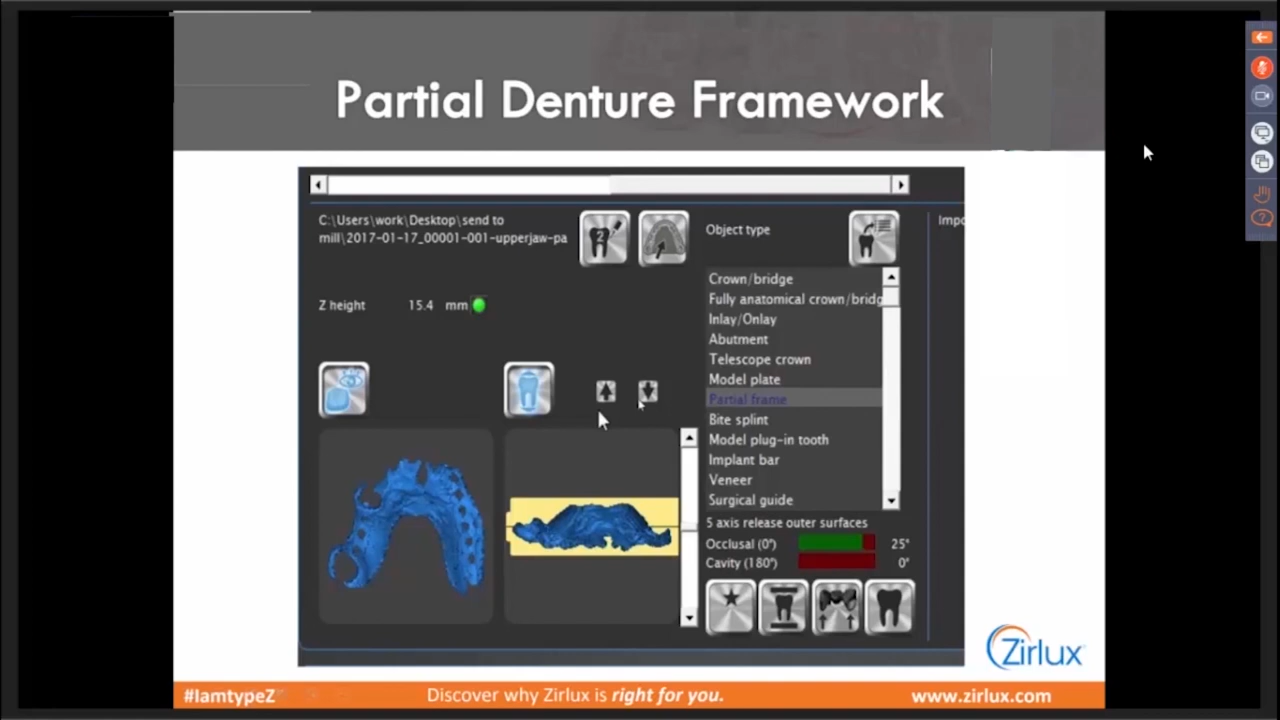 Partial Denture Framework
C:\Users\work\Desktop\send to
mill\2017-01-17_00001-001-upperjaw-pa
Z height 15.4 mm
2
Object type
Impo
Crown/bridge
Fully anatomical crown/bridg
Inlay/Onlay
Abutment
Telescope crown
Model plate
Partial frame
Bite splint
Model plug-in tooth
Implant bar
Veneer
Surgical guide
5 axis release outer surfaces
Occlusal (0°) 25°
Cavity (180°) 0°
Zirlux
#IamtypeZ Discover why Zirlux is right for you. www.zirlux.com